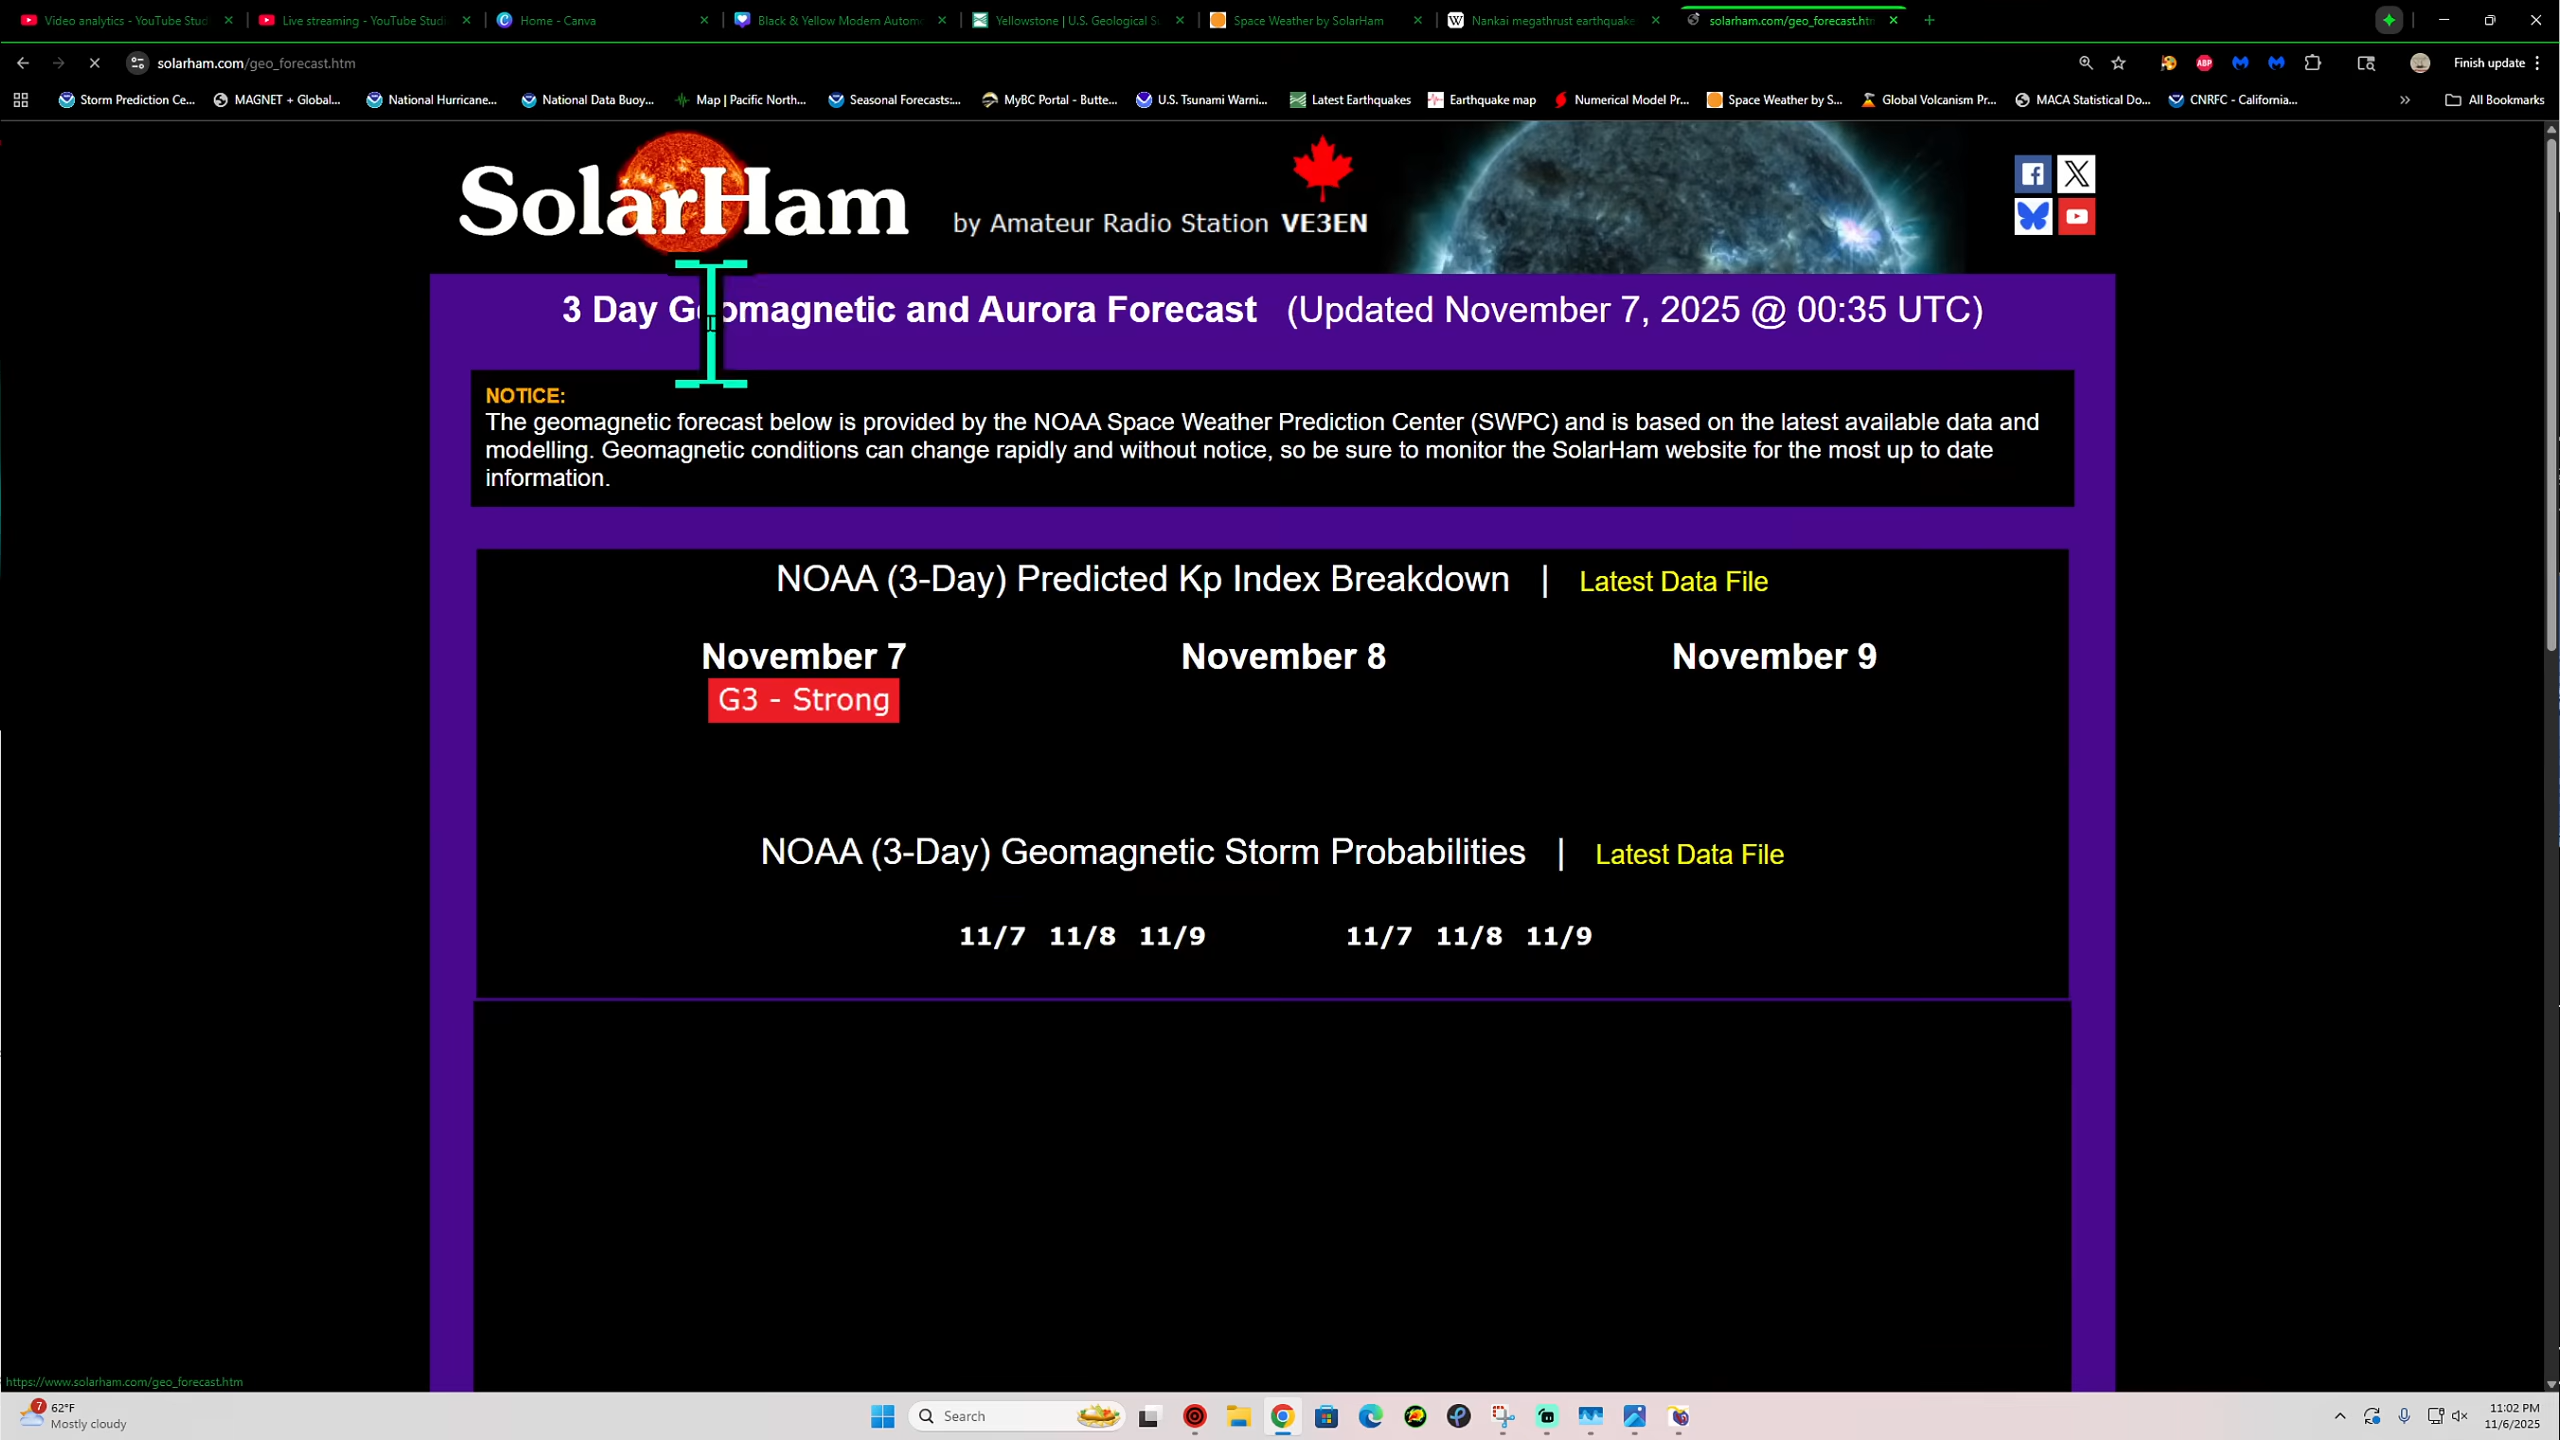 Video analytics - YouTube Studi
Live streaming - YouTube Studi
Home - Canva
Black & Yellow Modern Autom
Yellowstone | U.S. Geological S
Space Weather by SolarHam
Nankai megathrust earthquake
solarham.com/geo_forecast.htm
solarham.com/geo_forecast.htm
ABP
Finish update
Storm Prediction Ce...
MAGNET + Global...
National Hurricane...
National Data Buoy...
Map | Pacific North...
Seasonal Forecasts:...
MyBC Portal - Butte...
U.S. Tsunami Warni...
Latest Earthquakes
Earthquake map
Numerical Model Pr...
Space Weather by S...
Global Volcanism Pr...
MACA Statistical Do...
CNRFC - California...
All Bookmarks
SolarHam
by Amateur Radio Station VE3EN
3 Day Geomagnetic and Aurora Forecast (Updated November 7, 2025 @ 00:35 UTC)
NOTICE:
The geomagnetic forecast below is provided by the NOAA Space Weather Prediction Center (SWPC) and is based on the latest available data and
modelling. Geomagnetic conditions can change rapidly and without notice, so be sure to monitor the SolarHam website for the most up to date
information.
NOAA (3-Day) Predicted Kp Index Breakdown | Latest Data File
November 7 November 8 November 9
G3 - Strong
NOAA (3-Day) Geomagnetic Storm Probabilities | Latest Data File
11/7 11/8 11/9 11/7 11/8 11/9
https://www.solarham.com/geo_forecast.htm
7
62°F
Mostly cloudy
Search
11:02 PM
11/6/2025